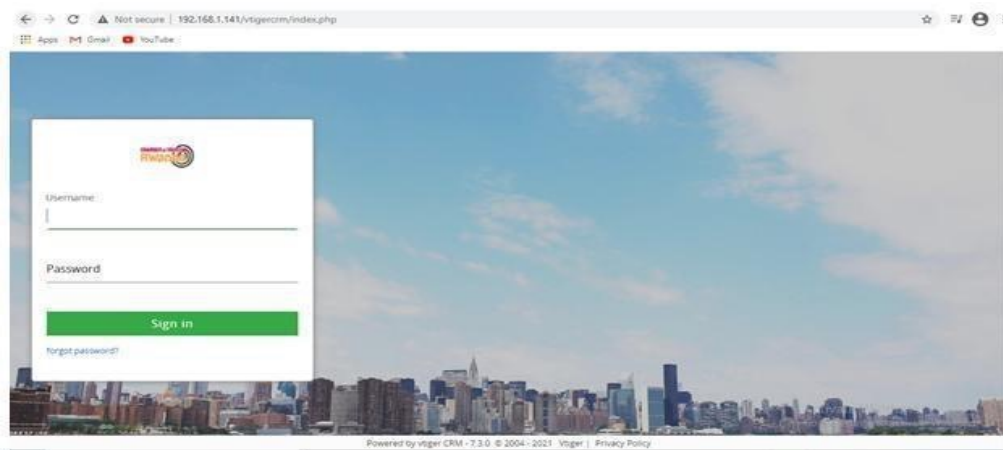 Not secure | 192.168.1.141/vtigercrm/index.php
Apps Gmail YouTube
Username
Password
Sign in
forgot password?
Powered by vtiger CRM - 7.3.0 © 2004 - 2021 Vtiger | Privacy Policy